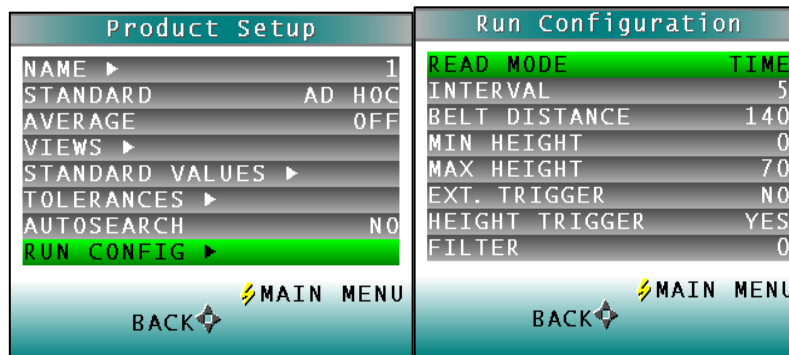 Product Setup
NAME ▶ 1
STANDARD AD HOC
AVERAGE OFF
VIEWS ▶
STANDARD VALUES ▶
TOLERANCES ▶
AUTOSEARCH NO
RUN CONFIG ▶
MAIN MENU
BACK
Run Configuration
READ MODE TIME
INTERVAL 5
BELT DISTANCE 140
MIN HEIGHT 0
MAX HEIGHT 70
EXT. TRIGGER NO
HEIGHT TRIGGER YES
FILTER 0
MAIN MENU
BACK